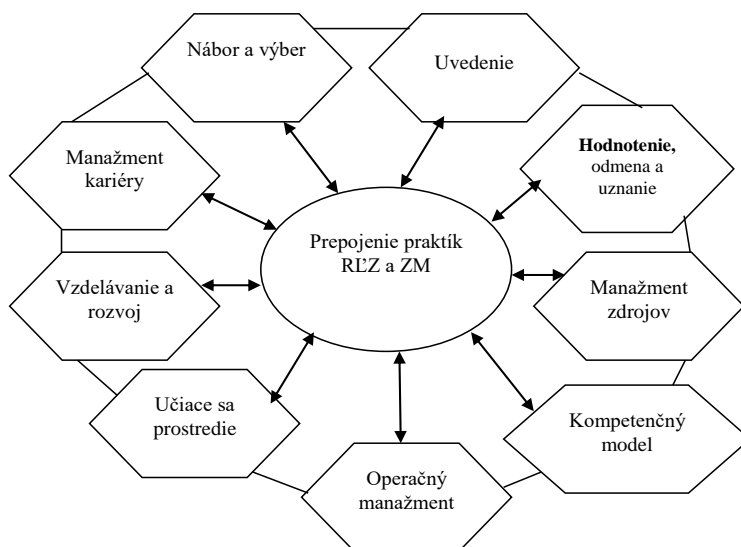 Nábor a výber
Uvedenie
Manažment
kariéry
Hodnotenie,
odmena a
uznanie
Prepojenie praktík
RĽZ a ZM
Vzdelávanie a
rozvoj
Manažment
zdrojov
Učiace sa
prostredie
Kompetenčný
model
Operačný
manažment